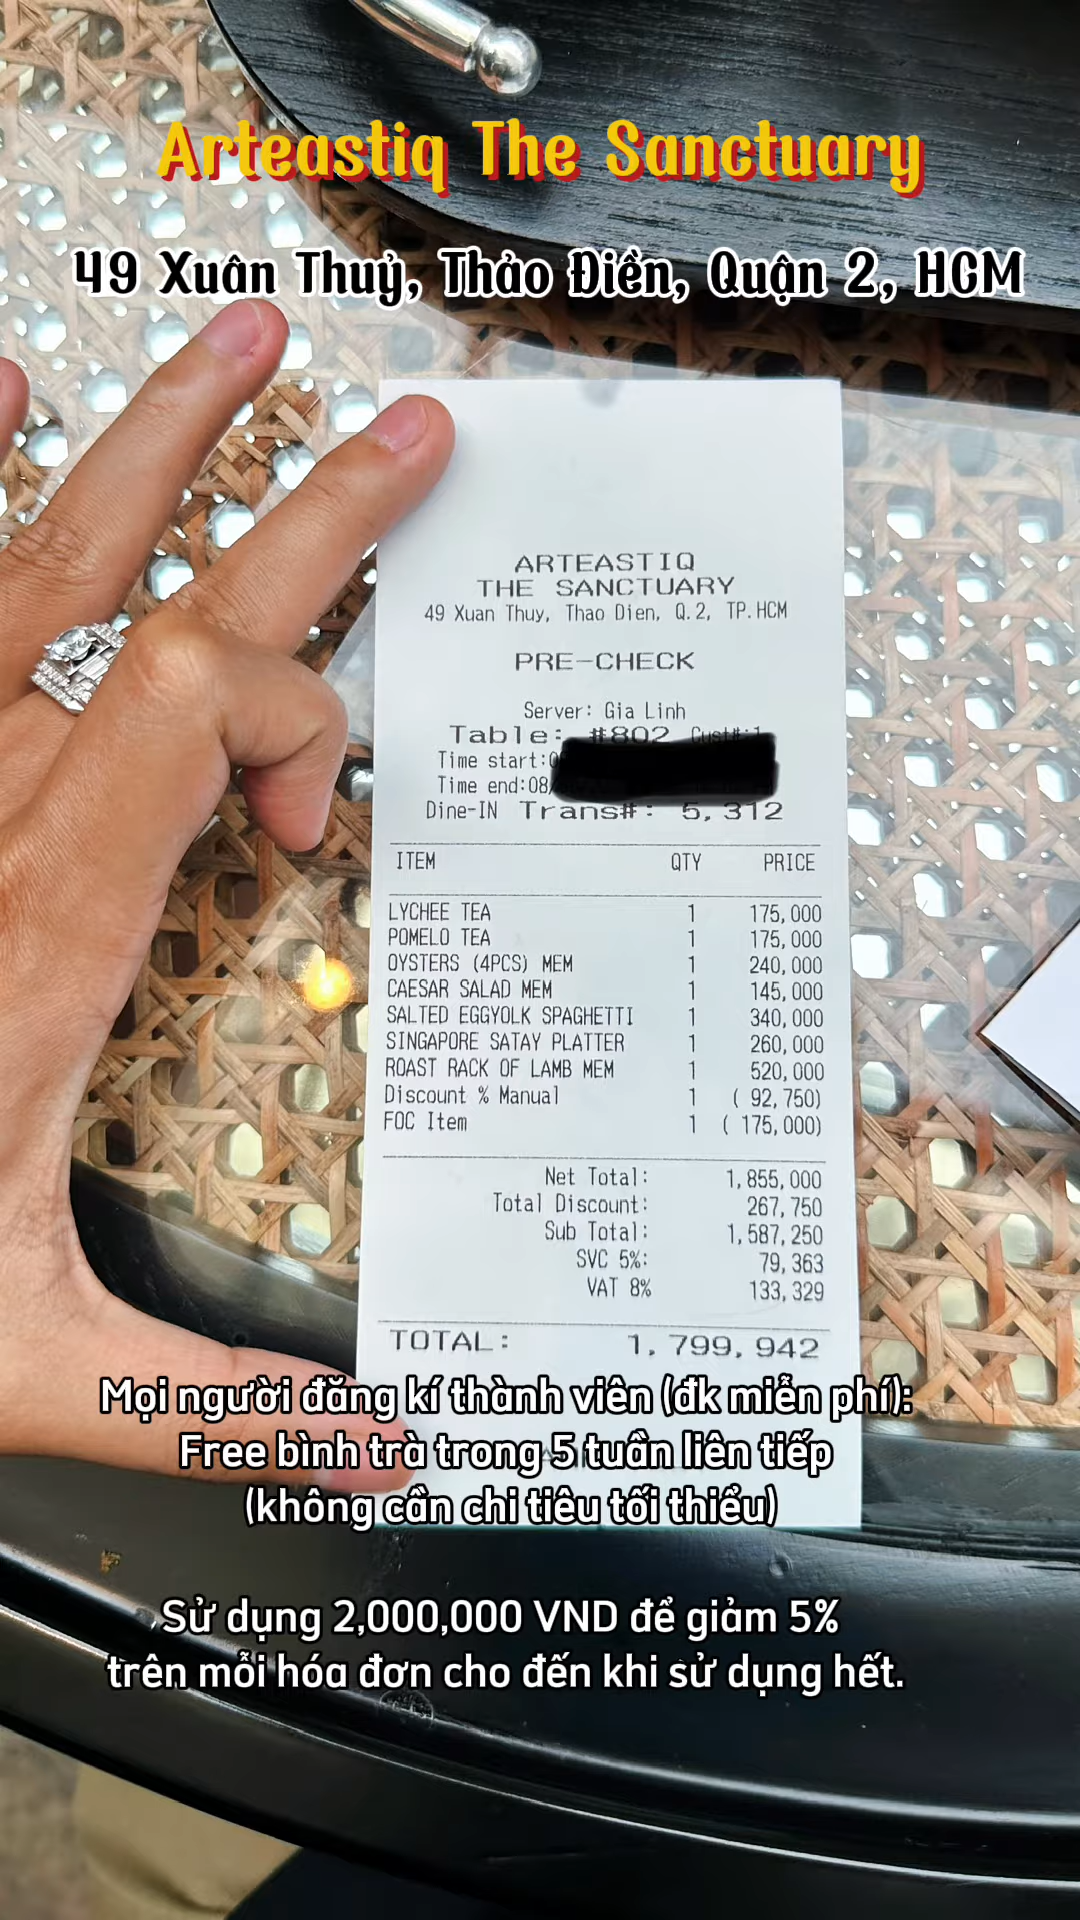 Arteastiq The Sanctuary
49 Xuân Thuỷ, Thảo Điền, Quận 2, HCM
ARTEASTIQ
THE SANCTUARY
49 Xuan Thuy, Thao Dien, Q.2, TP.HCM
PRE-CHECK
Server: Gia Linh
Table: #802 Cust#:1
Time start:
Time end:08/
Dine-IN Trans#: 5,312
ITEM QTY PRICE
LYCHEE TEA 1 175,000
POMELO TEA 1 175,000
OYSTERS (4PCS) MEM 1 240,000
CAESAR SALAD MEM 1 145,000
SALTED EGGYOLK SPAGHETTI 1 340,000
SINGAPORE SATAY PLATTER 1 260,000
ROAST RACK OF LAMB MEM 1 520,000
Discount % Manual 1 ( 92,750)
FOC Item 1 ( 175,000)
Net Total: 1,855,000
Total Discount: 267,750
Sub Total: 1,587,250
SVC 5%: 79,363
VAT 8% 133,329
TOTAL: 1,799,942
Mọi người đăng kí thành viên (đk miễn phí):
Free bình trà trong 5 tuần liên tiếp
(không cần chi tiêu tối thiểu)
Sử dụng 2,000,000 VND để giảm 5%
trên mỗi hóa đơn cho đến khi sử dụng hết.